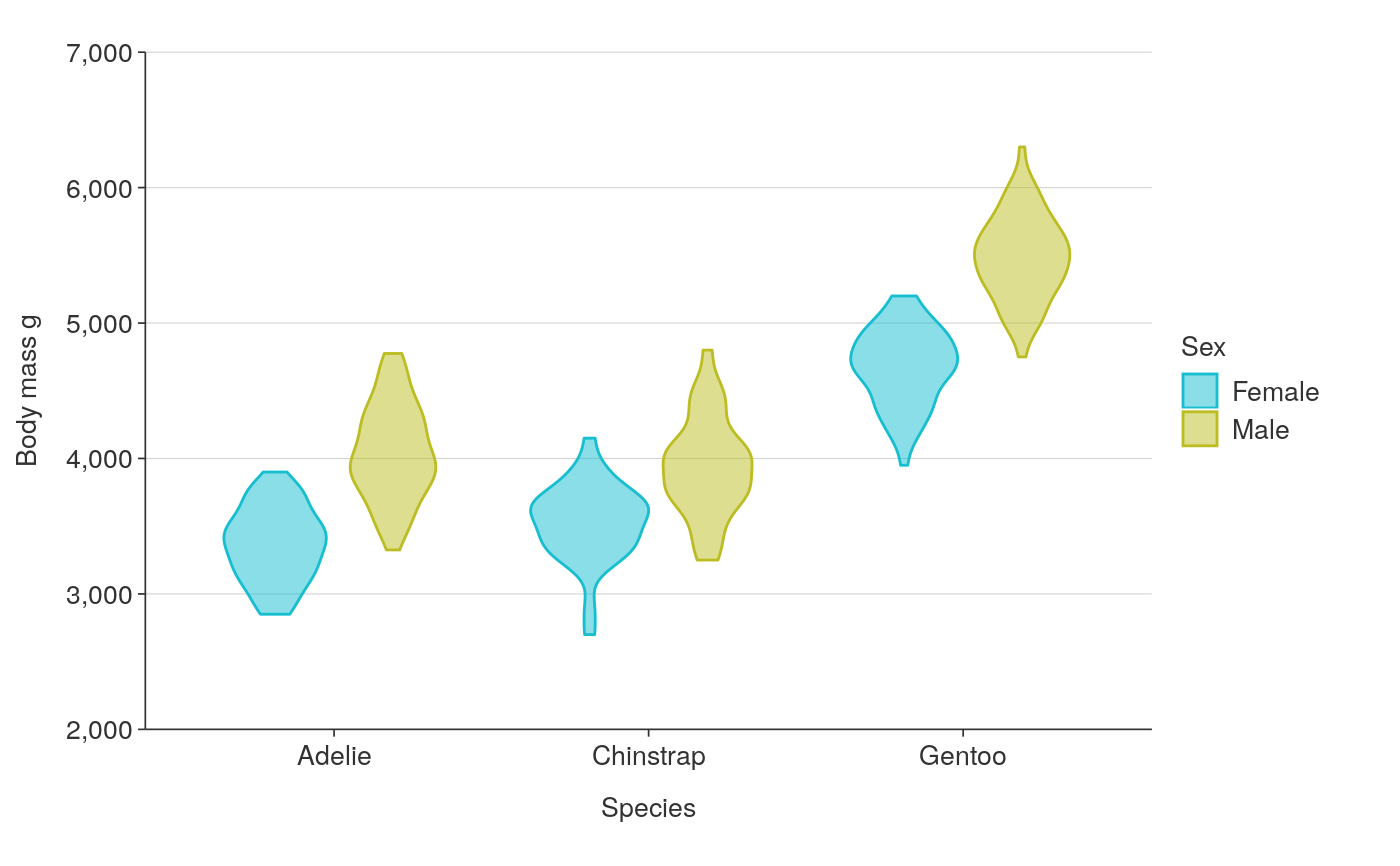 7,000
6,000
5,000
4,000
3,000
2,000
Body mass g
Adelie
Chinstrap
Gentoo
Species
Sex
Female
Male